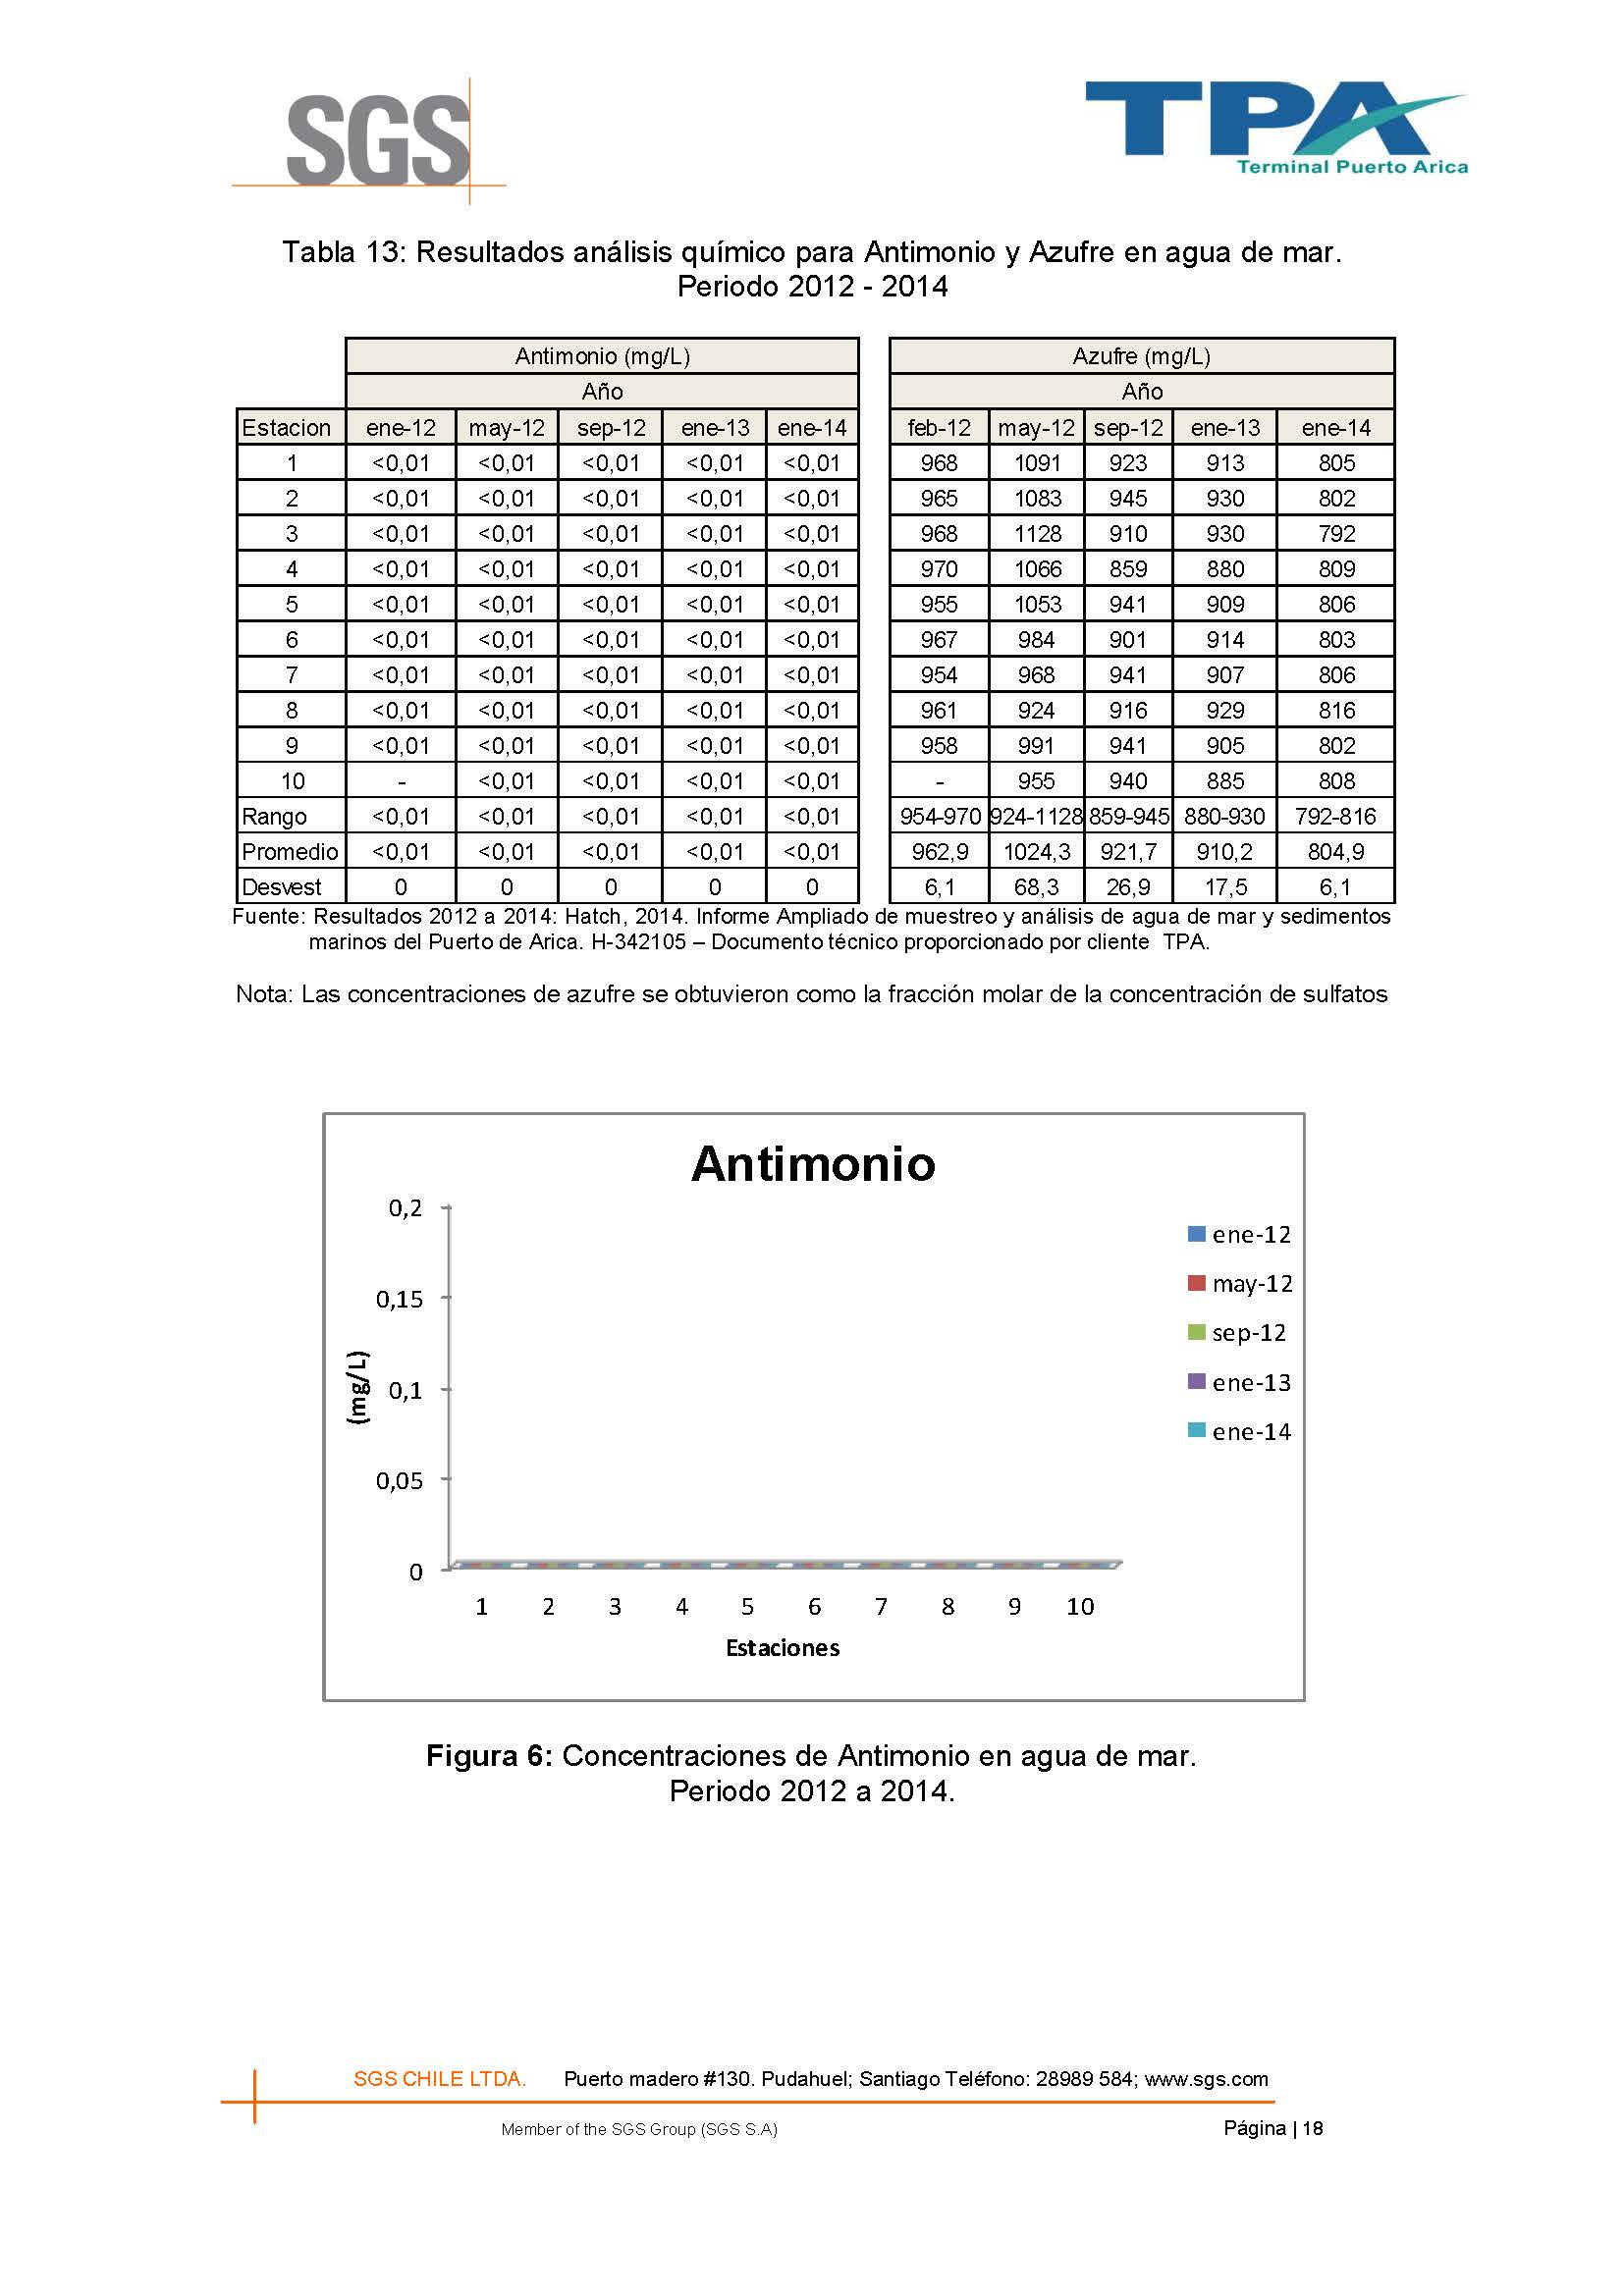 SGS
TPA
Terminal Puerto Arica
Tabla 13: Resultados análisis químico para Antimonio y Azufre en agua de mar.
Periodo 2012 - 2014
Antimonio (mg/L) Azufre (mg/L)
Año Año
Estacion ene-12 may-12 sep-12 ene-13 ene-14 feb-12 may-12 sep-12 ene-13 ene-14
1 <0,01 <0,01 <0,01 <0,01 <0,01 968 1091 923 913 805
2 <0,01 <0,01 <0,01 <0,01 <0,01 965 1083 945 930 802
3 <0,01 <0,01 <0,01 <0,01 <0,01 968 1128 910 930 792
4 <0,01 <0,01 <0,01 <0,01 <0,01 970 1066 859 880 809
5 <0,01 <0,01 <0,01 <0,01 <0,01 955 1053 941 909 806
6 <0,01 <0,01 <0,01 <0,01 <0,01 967 984 901 914 803
7 <0,01 <0,01 <0,01 <0,01 <0,01 954 968 941 907 806
8 <0,01 <0,01 <0,01 <0,01 <0,01 961 924 916 929 816
9 <0,01 <0,01 <0,01 <0,01 <0,01 958 991 941 905 802
10 - <0,01 <0,01 <0,01 <0,01 - 955 940 885 808
Rango <0,01 <0,01 <0,01 <0,01 <0,01 954-970 924-1128 859-945 880-930 792-816
Promedio <0,01 <0,01 <0,01 <0,01 <0,01 962,9 1024,3 921,7 910,2 804,9
Desvest 0 0 0 0 0 6,1 68,3 26,9 17,5 6,1
Fuente: Resultados 2012 a 2014: Hatch, 2014. Informe Ampliado de muestreo y análisis de agua de mar y sedimentos
marinos del Puerto de Arica. H-342105 – Documento técnico proporcionado por cliente TPA.
Nota: Las concentraciones de azufre se obtuvieron como la fracción molar de la concentración de sulfatos
Antimonio
0,2
0,15
0,1
0,05
0
(mg/L)
1 2 3 4 5 6 7 8 9 10
Estaciones
ene-12
may-12
sep-12
ene-13
ene-14
Figura 6: Concentraciones de Antimonio en agua de mar.
Periodo 2012 a 2014.
SGS CHILE LTDA. Puerto madero #130. Pudahuel; Santiago Teléfono: 28989 584; www.sgs.com
Member of the SGS Group (SGS S.A) Página | 18